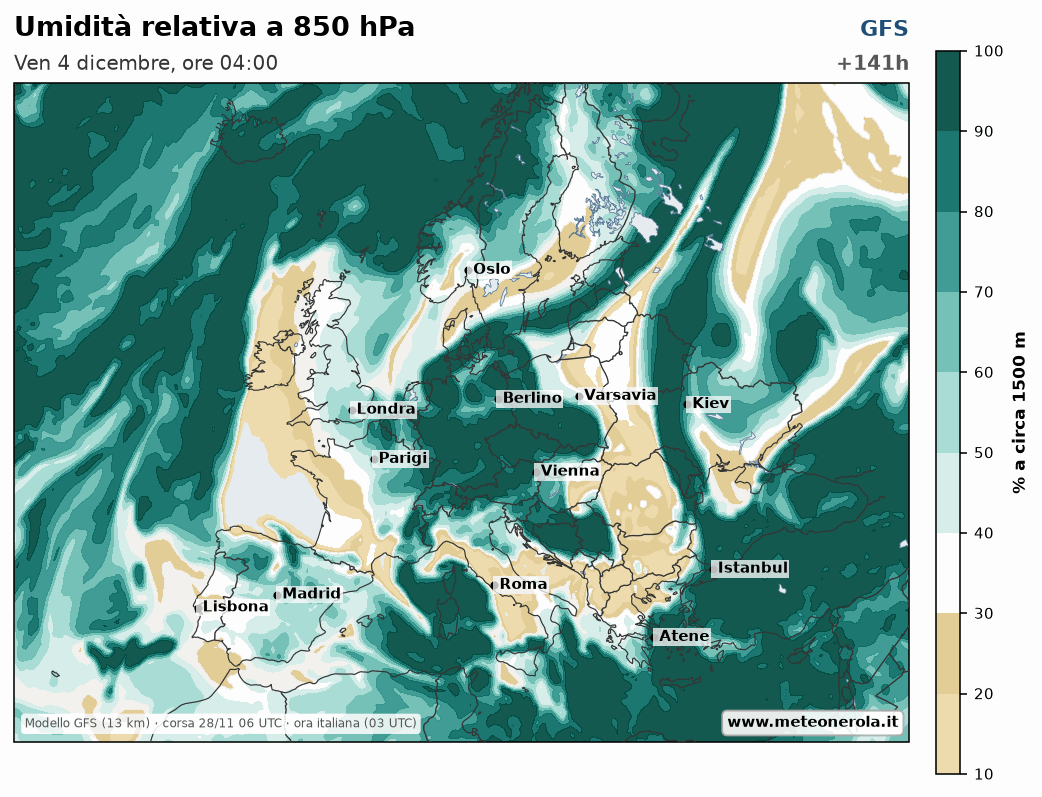 Umidità relativa a 850 hPa
GFS
Ven 4 dicembre, ore 04:00
+141h
100
90
80
70
60
50
40
30
20
10
% a circa 1500 m
Oslo
Berlino
Varsavia
Kiev
Londra
Parigi
Vienna
Istanbul
Roma
Madrid
Lisbona
Atene
Modello GFS (13 km) · corsa 28/11 06 UTC · ora italiana (03 UTC)
www.meteonerola.it